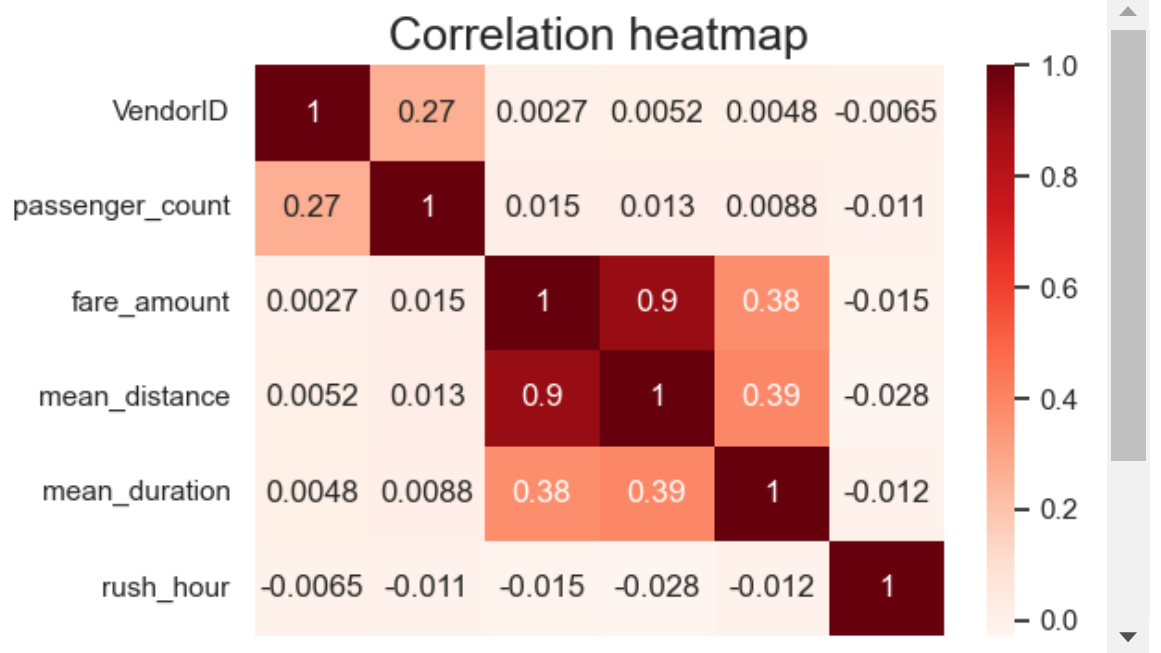 Correlation heatmap
VendorID 1 0.27 0.0027 0.0052 0.0048 -0.0065
passenger_count 0.27 1 0.015 0.013 0.0088 -0.011
fare_amount 0.0027 0.015 1 0.9 0.38 -0.015
mean_distance 0.0052 0.013 0.9 1 0.39 -0.028
mean_duration 0.0048 0.0088 0.38 0.39 1 -0.012
rush_hour -0.0065 -0.011 -0.015 -0.028 -0.012 1
1.0
0.8
0.6
0.4
0.2
0.0